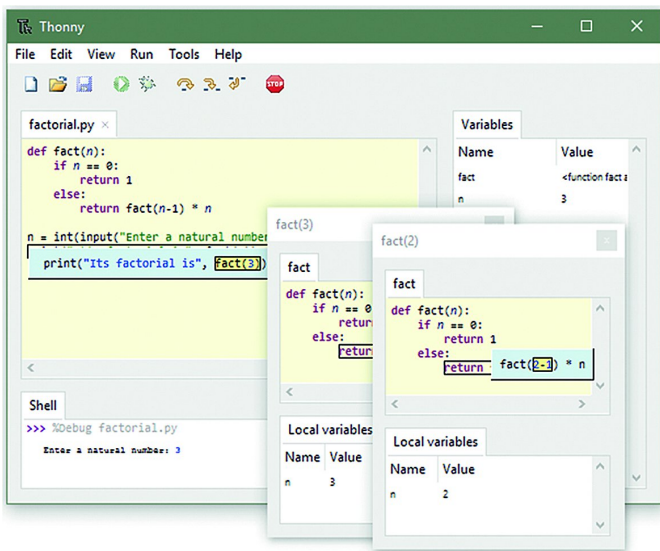 Thonny
File Edit View Run Tools Help
STOP
factorial.py
def fact(n):
if n == 0:
return 1
else:
return fact(n-1) * n
n = int(input("Enter a natural number
print("Its factorial is", fact(3))
Shell
>>> %Debug factorial.py
Enter a natural number: 3
Variables
Name Value
fact <function fact a
n 3
fact(3)
fact
def fact(n):
if n == 0
retur
else:
retur
Local variables
Name Value
n 3
fact(2)
fact
def fact(n):
if n == 0:
return 1
else:
return
fact(2-1) * n
Local variables
Name Value
n 2